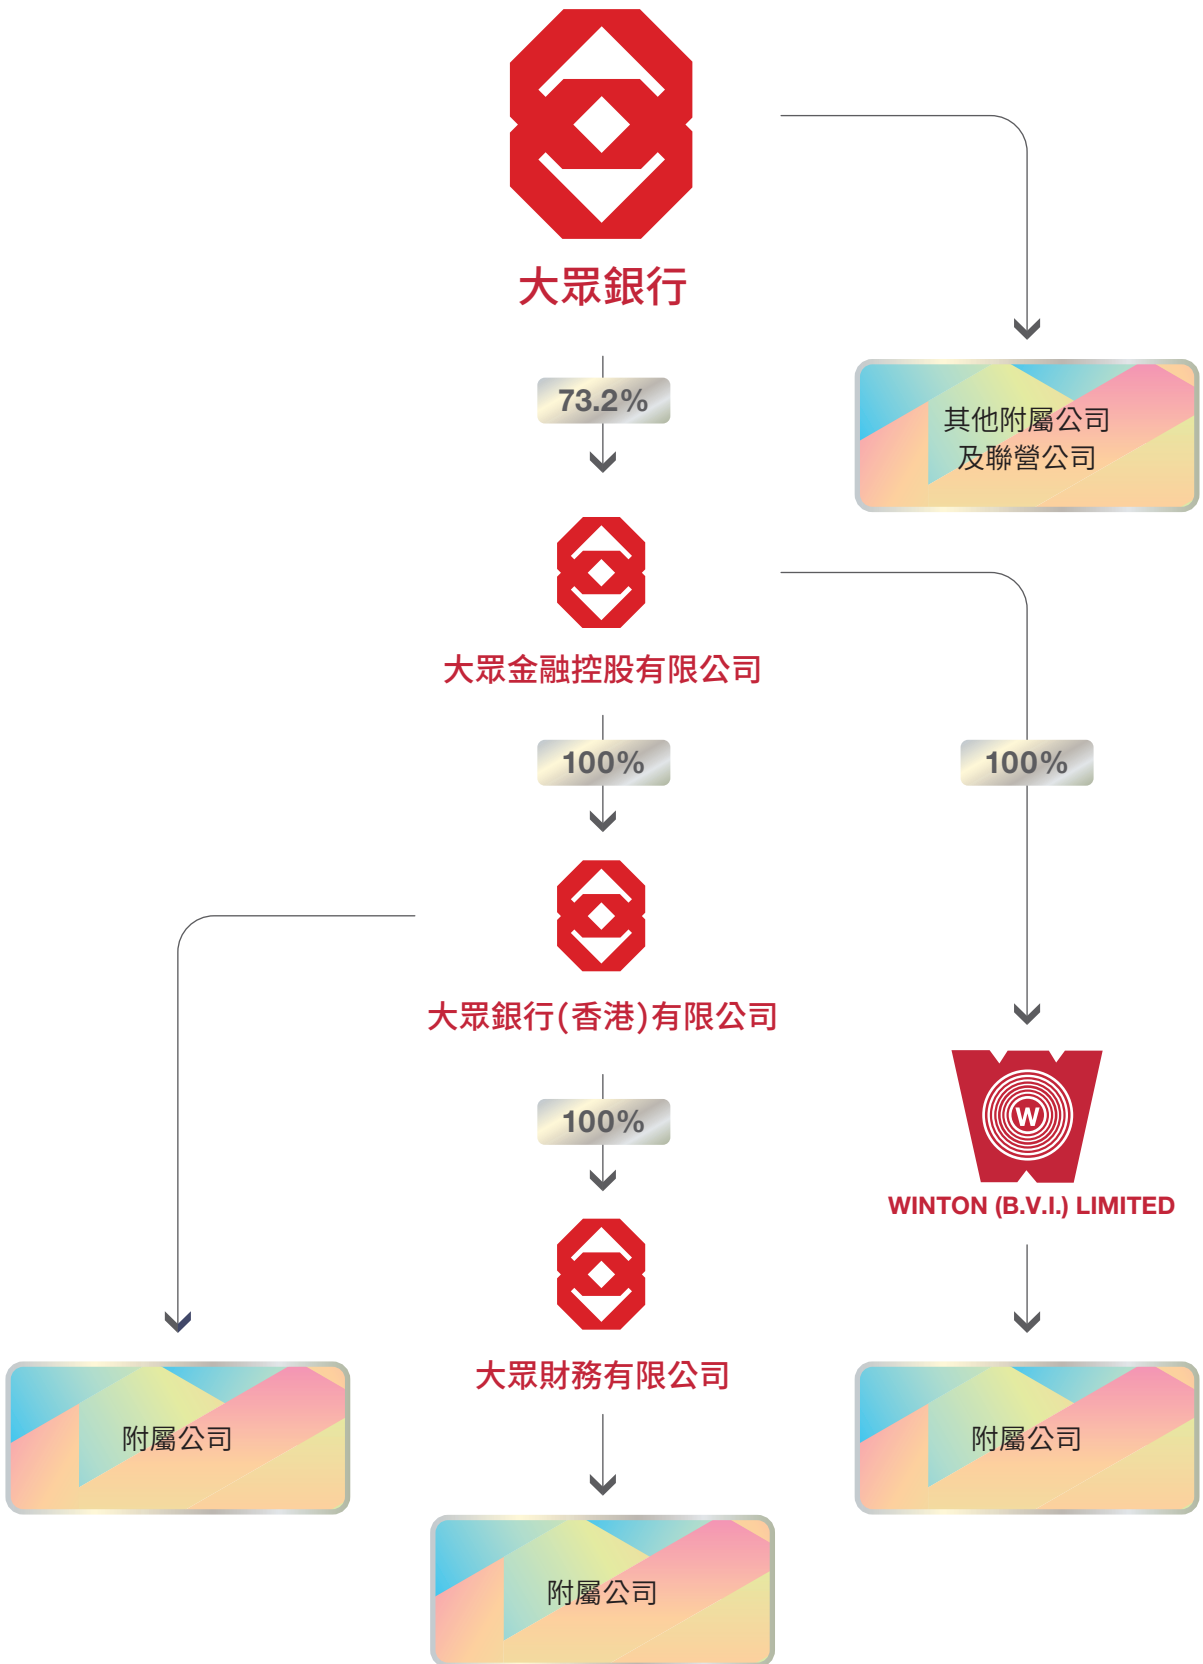 大眾銀行
73.2%
其他附屬公司
及聯營公司
大眾金融控股有限公司
100%
100%
大眾銀行(香港)有限公司
100%
W
WINTON (B.V.I.) LIMITED
大眾財務有限公司
附屬公司
附屬公司
附屬公司